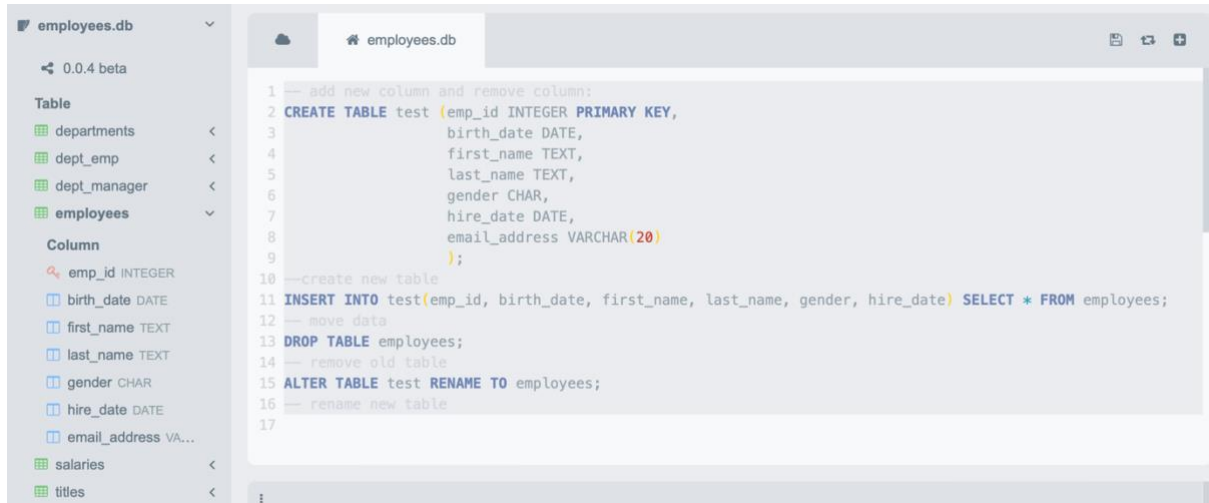 employees.db
0.0.4 beta
Table
departments
dept_emp
dept_manager
employees
Column
emp_id INTEGER
birth_date DATE
first_name TEXT
last_name TEXT
gender CHAR
hire_date DATE
email_address VA...
salaries
titles
employees.db
1 -- add new column and remove column:
2 CREATE TABLE test (emp_id INTEGER PRIMARY KEY,
3 birth_date DATE,
4 first_name TEXT,
5 last_name TEXT,
6 gender CHAR,
7 hire_date DATE,
8 email_address VARCHAR(20)
9 );
10 --create new table
11 INSERT INTO test(emp_id, birth_date, first_name, last_name, gender, hire_date) SELECT * FROM employees;
12 -- move data
13 DROP TABLE employees;
14 -- remove old table
15 ALTER TABLE test RENAME TO employees;
16 -- rename new table
17